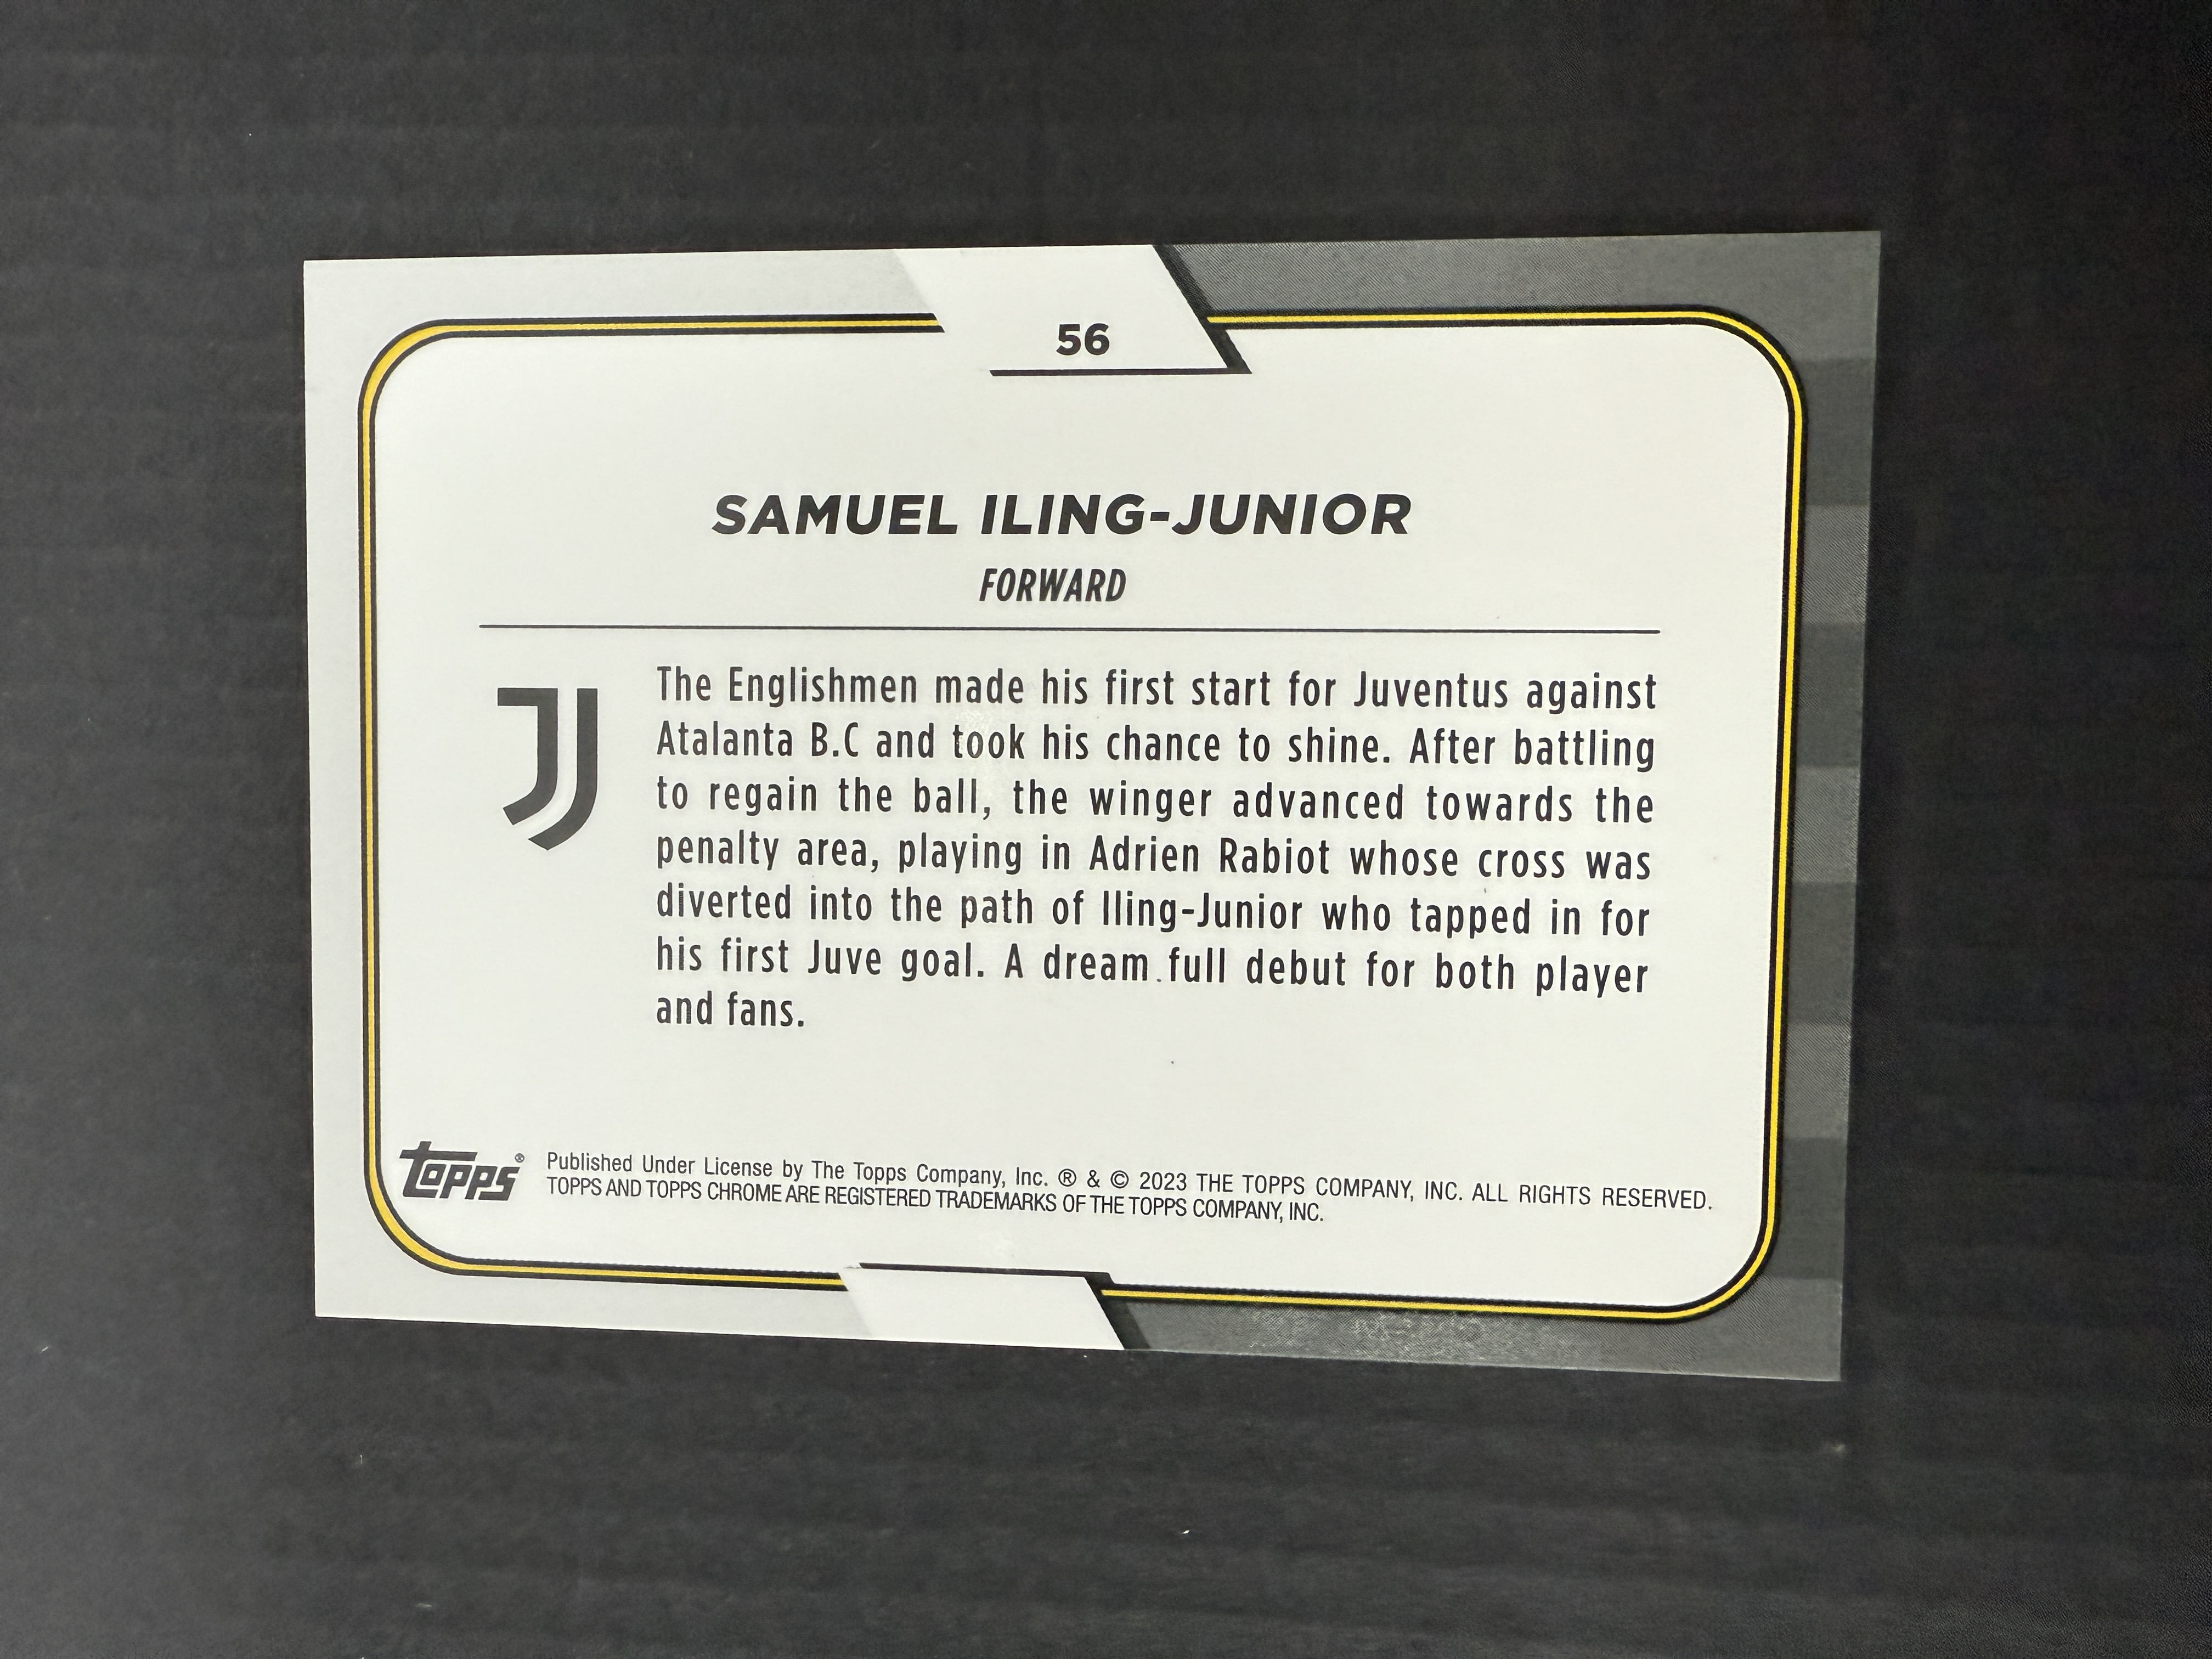 56
SAMUEL ILING-JUNIOR
FORWARD
The Englishmen made his first start for Juventus against
Atalanta B.C and took his chance to shine. After battling
to regain the ball, the winger advanced towards the
penalty area, playing in Adrien Rabiot whose cross was
diverted into the path of Iling-Junior who tapped in for
his first Juve goal. A dream full debut for both player
and fans.
topps® Published Under License by The Topps Company, Inc. ® & © 2023 THE TOPPS COMPANY, INC. ALL RIGHTS RESERVED.
TOPPS AND TOPPS CHROME ARE REGISTERED TRADEMARKS OF THE TOPPS COMPANY, INC.